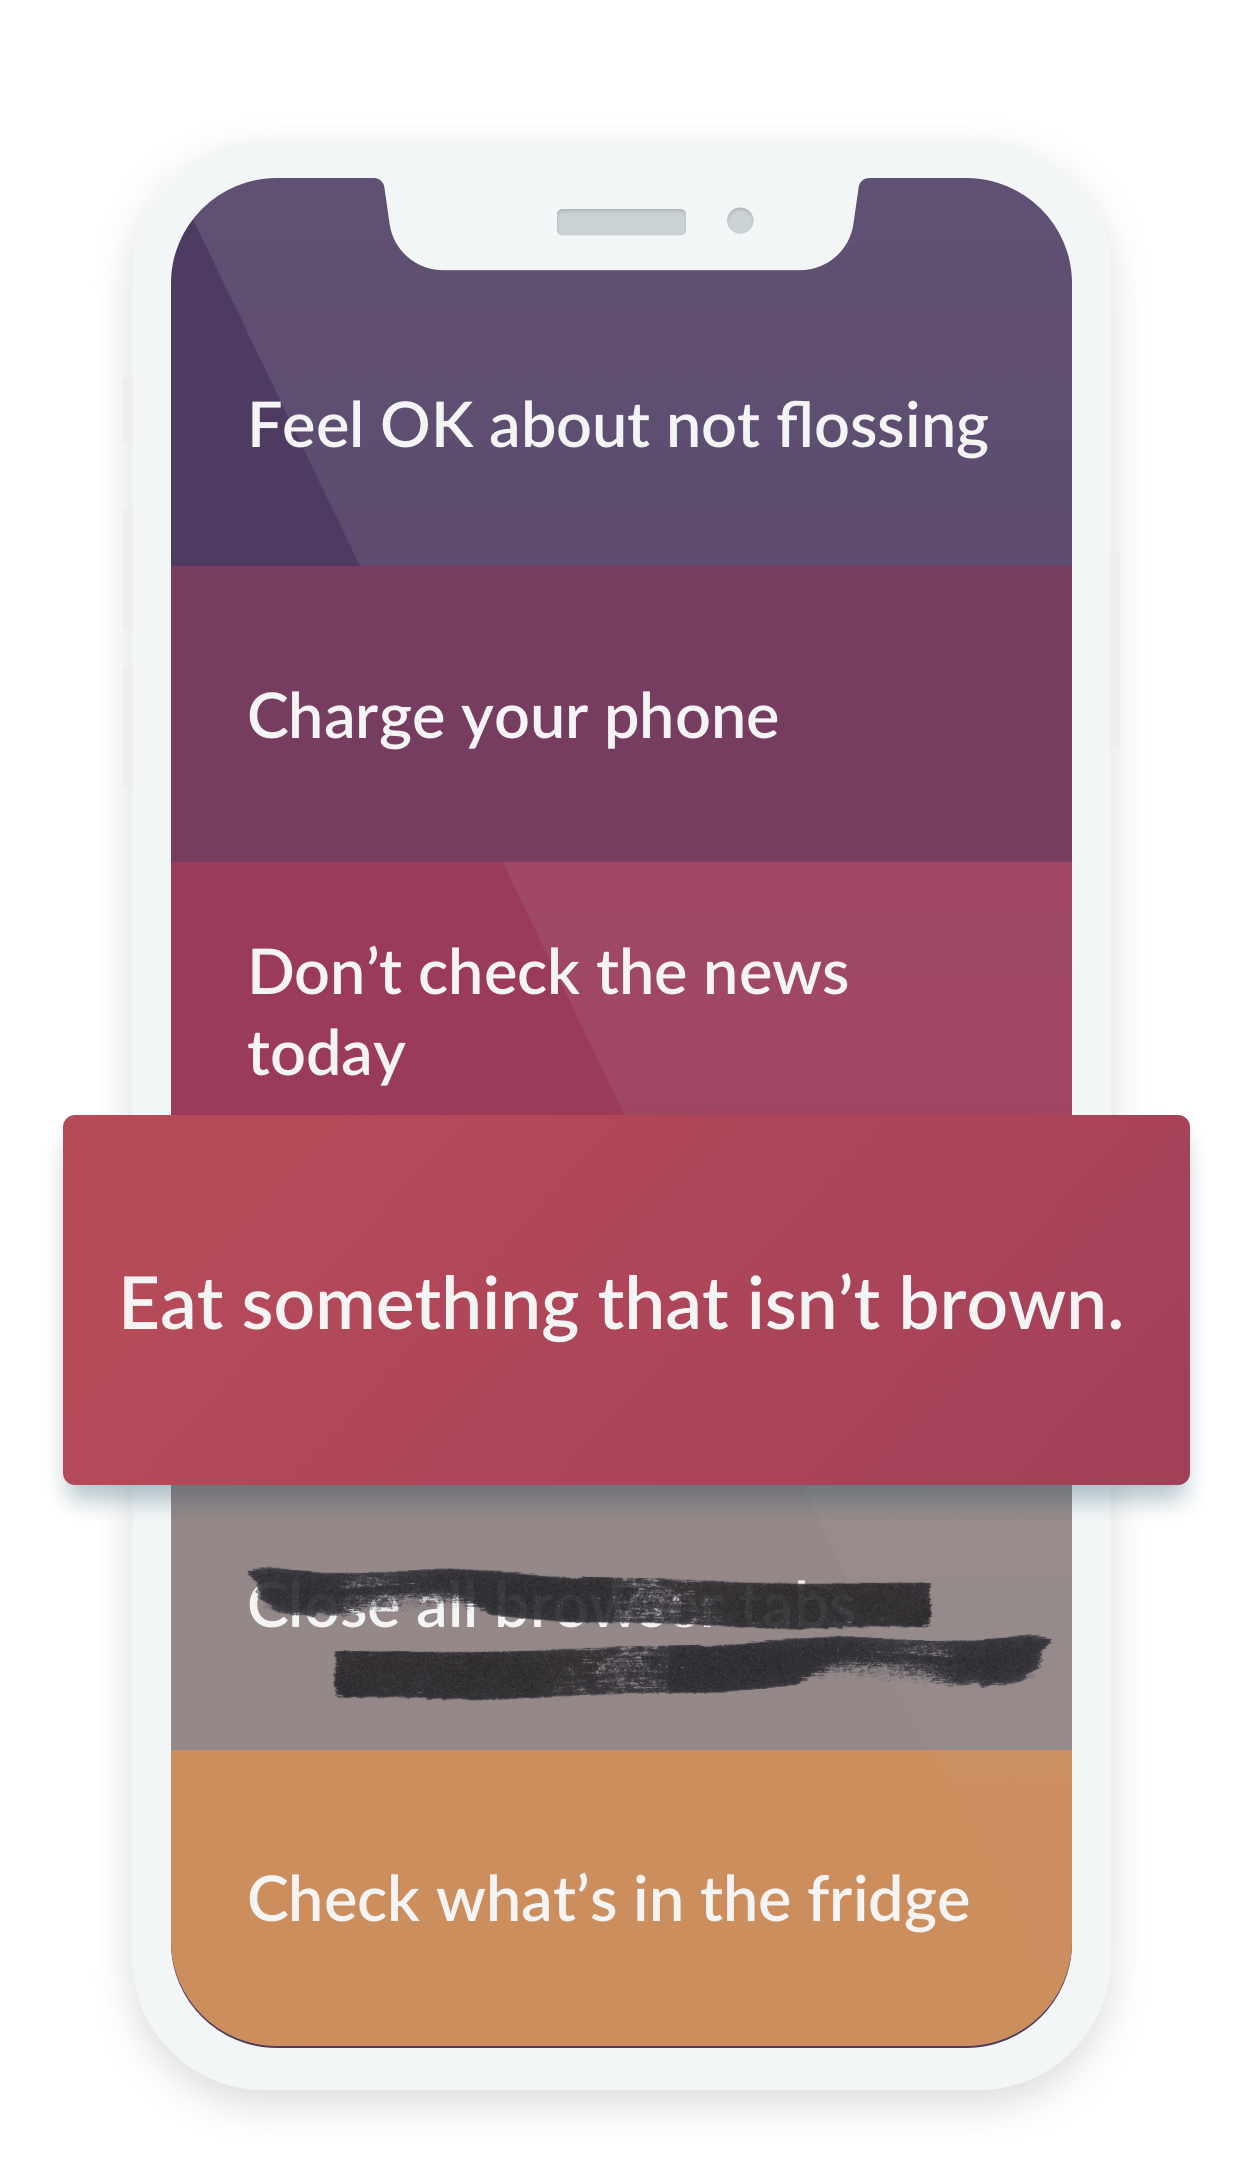 Feel OK about not flossing
Charge your phone
Don’t check the news
today
Eat something that isn’t brown.
Close all browser tabs
Check what’s in the fridge